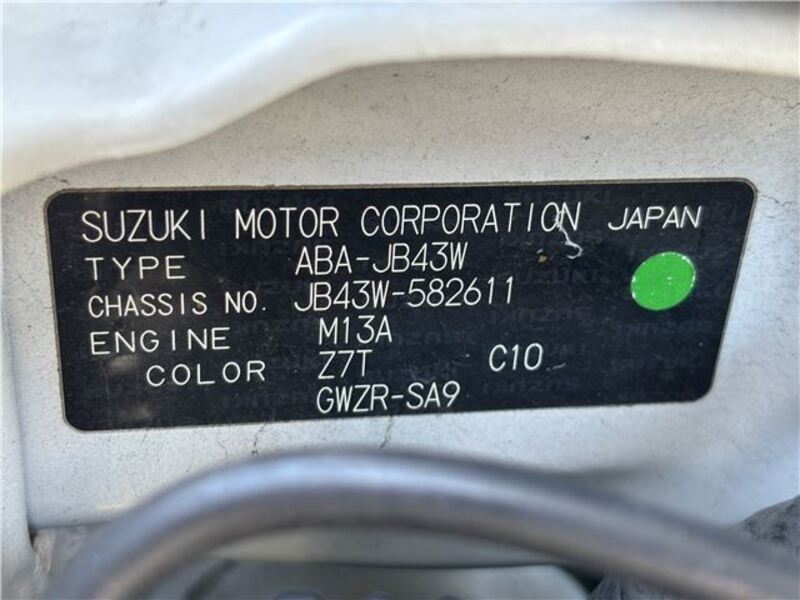 SUZUKI MOTOR CORPORATION JAPAN
TYPE ABA-JB43W
CHASSIS NO. JB43W-582611
ENGINE M13A
COLOR Z7T C10
GWZR-SA9